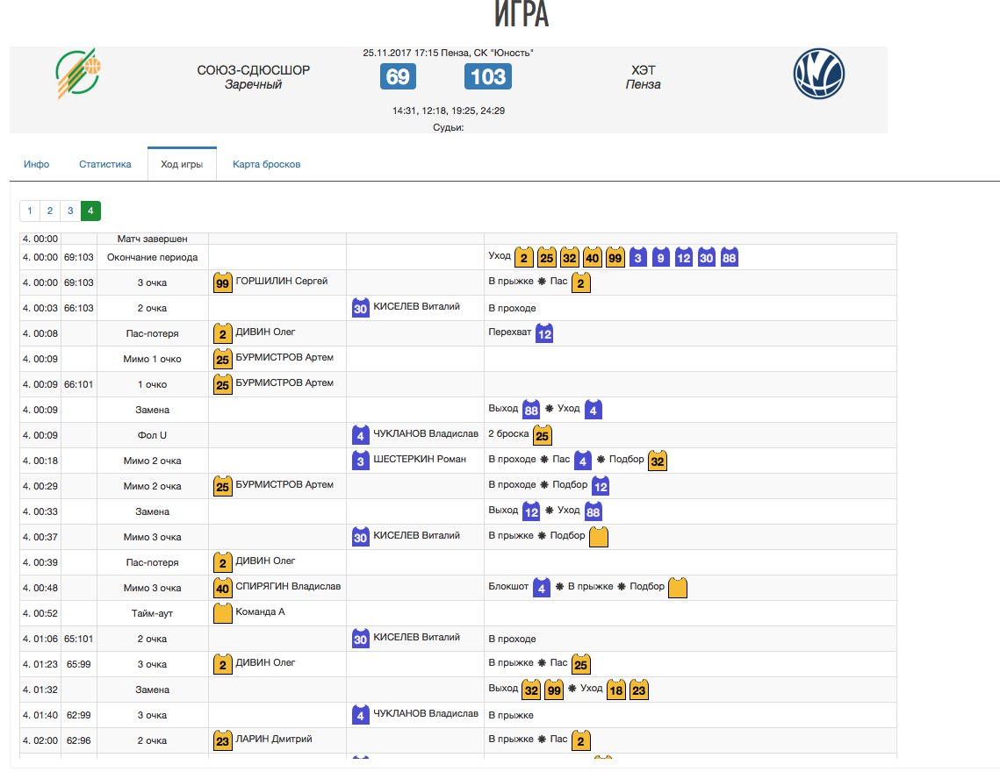 ИГРА
25.11.2017 17:15 Пенза, СК "Юность"
СОЮЗ-СДЮСШОР
Заречный
69 103
ХЭТ
Пенза
14:31, 12:18, 19:25, 24:29
Судьи:
Инфо Статистика Ход игры Карта бросков
1 2 3 4
4. 00:00 Матч завершен
4. 00:00 69:103 Окончание периода Уход 2 25 32 40 99 3 9 12 30 88
4. 00:00 69:103 3 очка 99 ГОРШИЛИН Сергей В прыжке ✸ Пас 2
4. 00:03 66:103 2 очка 30 КИСЕЛЕВ Виталий В проходе
4. 00:08 Пас-потеря 2 ДИВИН Олег Перехват 12
4. 00:09 Мимо 1 очко 25 БУРМИСТРОВ Артем
4. 00:09 66:101 1 очко 25 БУРМИСТРОВ Артем
4. 00:09 Замена Выход 88 ✸ Уход 4
4. 00:09 Фол U 4 ЧУКЛАНОВ Владислав 2 броска 25
4. 00:18 Мимо 2 очка 3 ШЕСТЕРКИН Роман В проходе ✸ Пас 4 ✸ Подбор 32
4. 00:29 Мимо 2 очка 25 БУРМИСТРОВ Артем В проходе ✸ Подбор 12
4. 00:33 Замена Выход 12 ✸ Уход 88
4. 00:37 Мимо 3 очка 30 КИСЕЛЕВ Виталий В прыжке ✸ Подбор
4. 00:39 Пас-потеря 2 ДИВИН Олег
4. 00:48 Мимо 3 очка 40 СПИРЯГИН Владислав Блокшот 4 ✸ В прыжке ✸ Подбор
4. 00:52 Тайм-аут Команда А
4. 01:06 65:101 2 очка 30 КИСЕЛЕВ Виталий В проходе
4. 01:23 65:99 3 очка 2 ДИВИН Олег В прыжке ✸ Пас 25
4. 01:32 Замена Выход 32 99 ✸ Уход 18 23
4. 01:40 62:99 3 очка 4 ЧУКЛАНОВ Владислав В прыжке
4. 02:00 62:96 2 очка 23 ЛАРИН Дмитрий В прыжке ✸ Пас 2